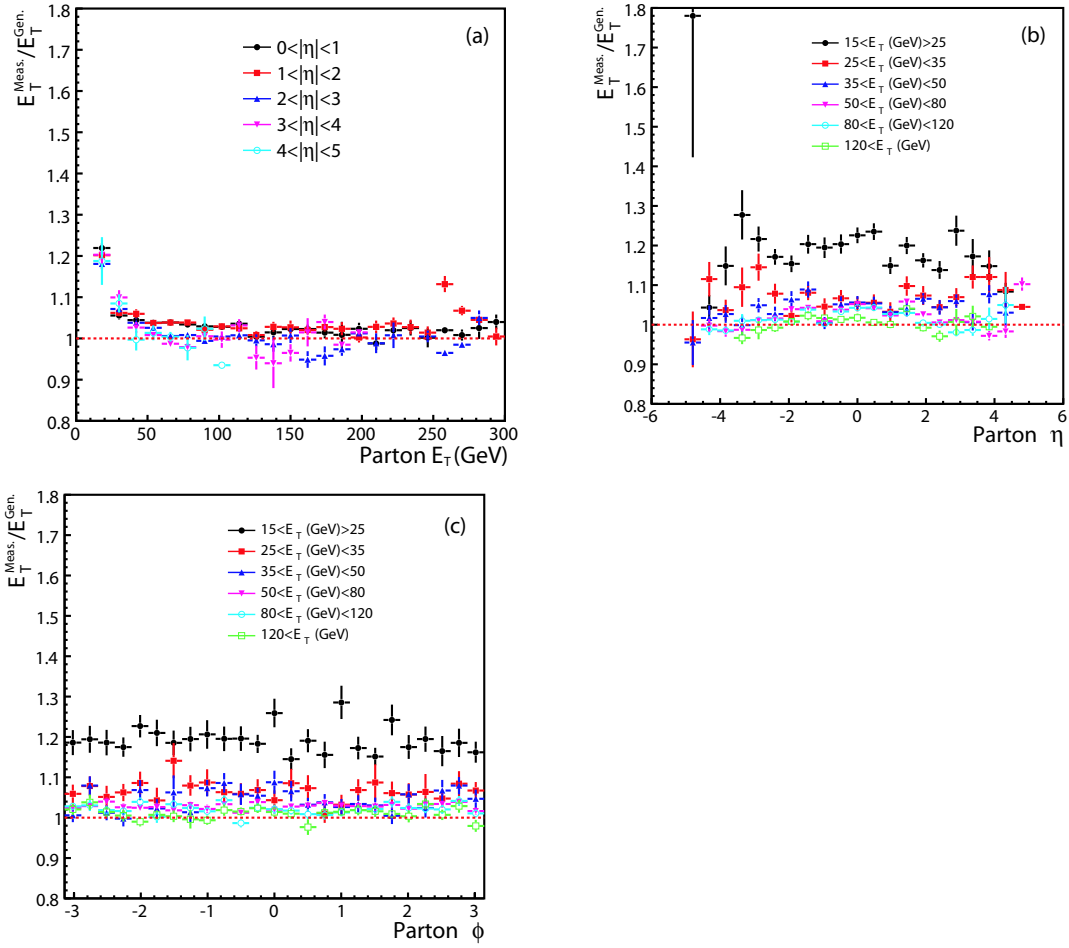 (a)
E_T^Meas./E_T^Gen.
1.8
1.7
1.6
1.5
1.4
1.3
1.2
1.1
1
0.9
0.8
0<|η|<1
1<|η|<2
2<|η|<3
3<|η|<4
4<|η|<5
0 50 100 150 200 250 300
Parton E_T (GeV)
(b)
E_T^Meas./E_T^Gen.
1.8
1.7
1.6
1.5
1.4
1.3
1.2
1.1
1
0.9
0.8
15<E_T (GeV)>25
25<E_T (GeV)<35
35<E_T (GeV)<50
50<E_T (GeV)<80
80<E_T (GeV)<120
120<E_T (GeV)
-6 -4 -2 0 2 4 6
Parton η
(c)
E_T^Meas./E_T^Gen.
1.8
1.7
1.6
1.5
1.4
1.3
1.2
1.1
1
0.9
0.8
15<E_T (GeV)>25
25<E_T (GeV)<35
35<E_T (GeV)<50
50<E_T (GeV)<80
80<E_T (GeV)<120
120<E_T (GeV)
-3 -2 -1 0 1 2 3
Parton ϕ